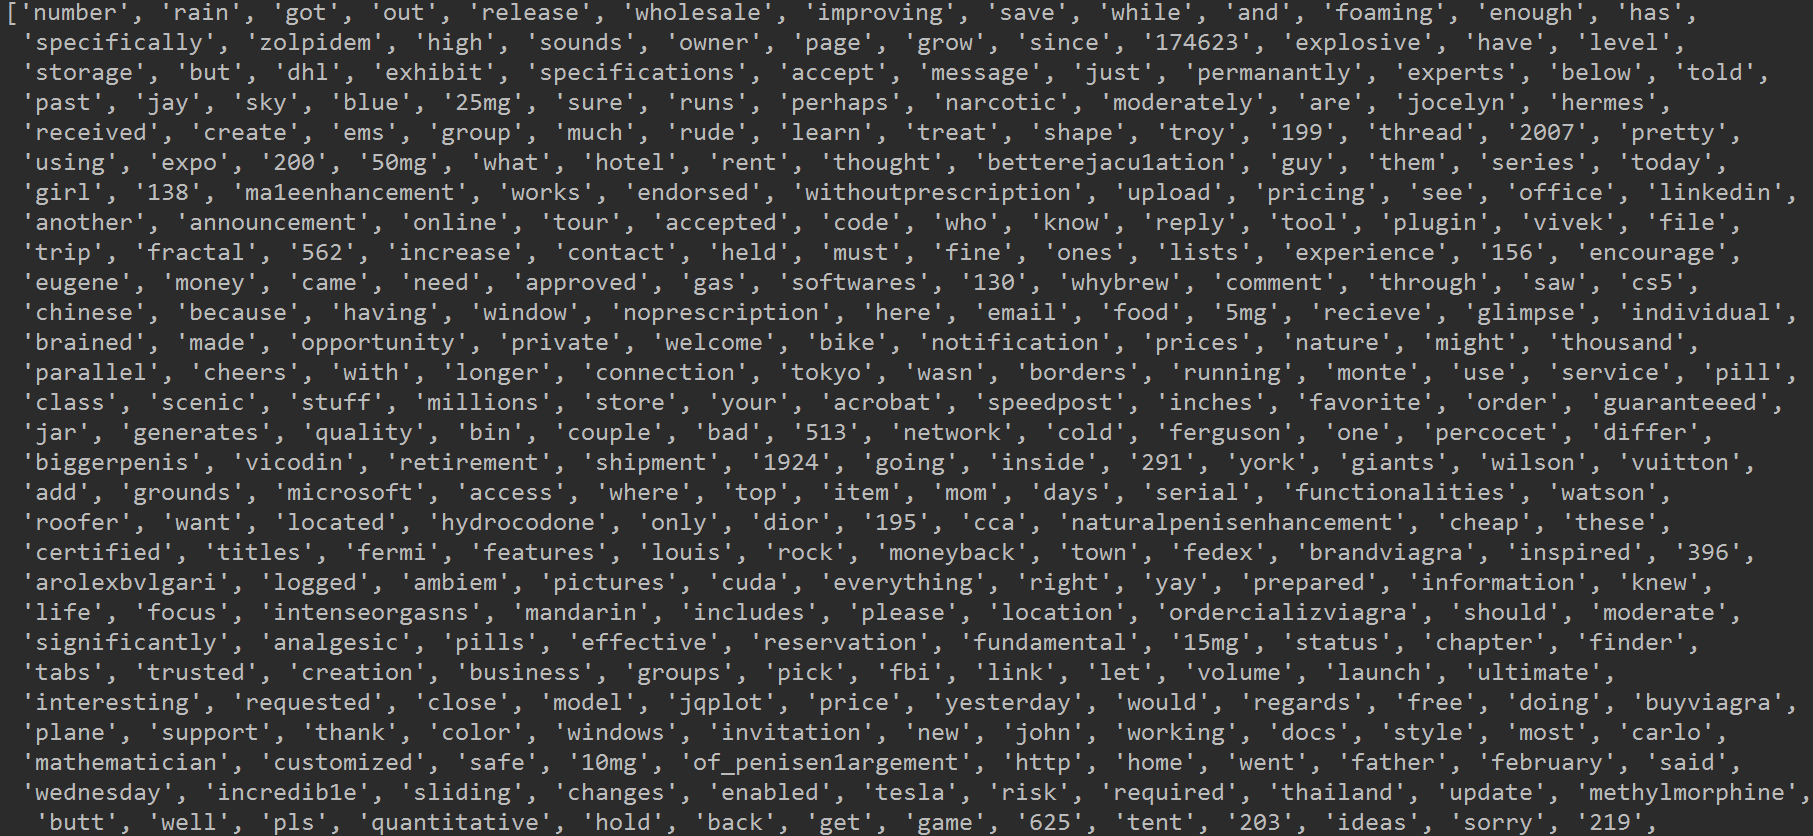 ['number', 'rain', 'got', 'out', 'release', 'wholesale', 'improving', 'save', 'while', 'and', 'foaming', 'enough', 'has',
'specifically', 'zolpidem', 'high', 'sounds', 'owner', 'page', 'grow', 'since', '174623', 'explosive', 'have', 'level',
'storage', 'but', 'dhl', 'exhibit', 'specifications', 'accept', 'message', 'just', 'permanantly', 'experts', 'below', 'told',
'past', 'jay', 'sky', 'blue', '25mg', 'sure', 'runs', 'perhaps', 'narcotic', 'moderately', 'are', 'jocelyn', 'hermes',
'received', 'create', 'ems', 'group', 'much', 'rude', 'learn', 'treat', 'shape', 'troy', '199', 'thread', '2007', 'pretty',
'using', 'expo', '200', '50mg', 'what', 'hotel', 'rent', 'thought', 'betterejacu1ation', 'guy', 'them', 'series', 'today',
'girl', '138', 'ma1eenhancement', 'works', 'endorsed', 'withoutprescription', 'upload', 'pricing', 'see', 'office', 'linkedin',
'another', 'announcement', 'online', 'tour', 'accepted', 'code', 'who', 'know', 'reply', 'tool', 'plugin', 'vivek', 'file',
'trip', 'fractal', '562', 'increase', 'contact', 'held', 'must', 'fine', 'ones', 'lists', 'experience', '156', 'encourage',
'eugene', 'money', 'came', 'need', 'approved', 'gas', 'softwares', '130', 'whybrew', 'comment', 'through', 'saw', 'cs5',
'chinese', 'because', 'having', 'window', 'noprescription', 'here', 'email', 'food', '5mg', 'recieve', 'glimpse', 'individual',
'brained', 'made', 'opportunity', 'private', 'welcome', 'bike', 'notification', 'prices', 'nature', 'might', 'thousand',
'parallel', 'cheers', 'with', 'longer', 'connection', 'tokyo', 'wasn', 'borders', 'running', 'monte', 'use', 'service', 'pill',
'class', 'scenic', 'stuff', 'millions', 'store', 'your', 'acrobat', 'speedpost', 'inches', 'favorite', 'order', 'guaranteeed',
'jar', 'generates', 'quality', 'bin', 'couple', 'bad', '513', 'network', 'cold', 'ferguson', 'one', 'percocet', 'differ',
'biggerpenis', 'vicodin', 'retirement', 'shipment', '1924', 'going', 'inside', '291', 'york', 'giants', 'wilson', 'vuitton',
'add', 'grounds', 'microsoft', 'access', 'where', 'top', 'item', 'mom', 'days', 'serial', 'functionalities', 'watson',
'roofer', 'want', 'located', 'hydrocodone', 'only', 'dior', '195', 'cca', 'naturalpenisenhancement', 'cheap', 'these',
'certified', 'titles', 'fermi', 'features', 'louis', 'rock', 'moneyback', 'town', 'fedex', 'brandviagra', 'inspired', '396',
'arolexbvlgari', 'logged', 'ambiem', 'pictures', 'cuda', 'everything', 'right', 'yay', 'prepared', 'information', 'knew',
'life', 'focus', 'intenseorgasns', 'mandarin', 'includes', 'please', 'location', 'ordercializviagra', 'should', 'moderate',
'significantly', 'analgesic', 'pills', 'effective', 'reservation', 'fundamental', '15mg', 'status', 'chapter', 'finder',
'tabs', 'trusted', 'creation', 'business', 'groups', 'pick', 'fbi', 'link', 'let', 'volume', 'launch', 'ultimate',
'interesting', 'requested', 'close', 'model', 'jqplot', 'price', 'yesterday', 'would', 'regards', 'free', 'doing', 'buyviagra',
'plane', 'support', 'thank', 'color', 'windows', 'invitation', 'new', 'john', 'working', 'docs', 'style', 'most', 'carlo',
'mathematician', 'customized', 'safe', '10mg', 'of_penisen1argement', 'http', 'home', 'went', 'father', 'february', 'said',
'wednesday', 'incredib1e', 'sliding', 'changes', 'enabled', 'tesla', 'risk', 'required', 'thailand', 'update', 'methylmorphine',
'butt', 'well', 'pls', 'quantitative', 'hold', 'back', 'get', 'game', '625', 'tent', '203', 'ideas', 'sorry', '219',